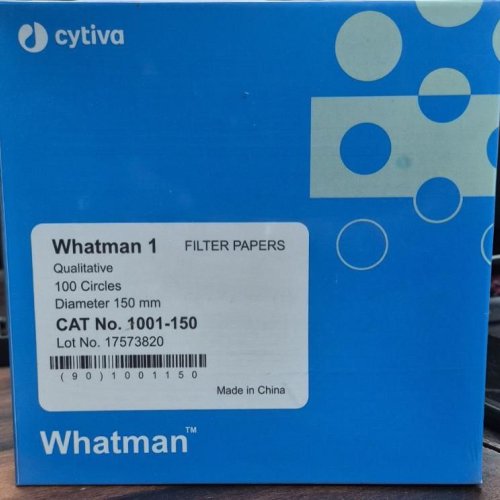 cytiva
Whatman 1 FILTER PAPERS
Qualitative
100 Circles
Diameter 150 mm
CAT No. 1001-150
Lot No. 17573820
(90)1001150
Made in China
Whatman™